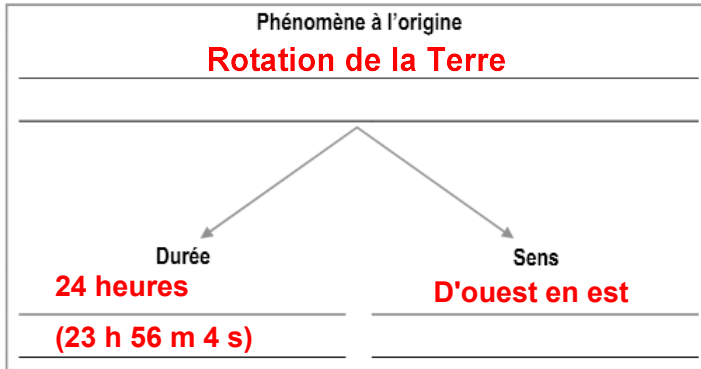 Phénomène à l'origine
Rotation de la Terre
Durée
24 heures
(23 h 56 m 4 s)
Sens
D'ouest en est